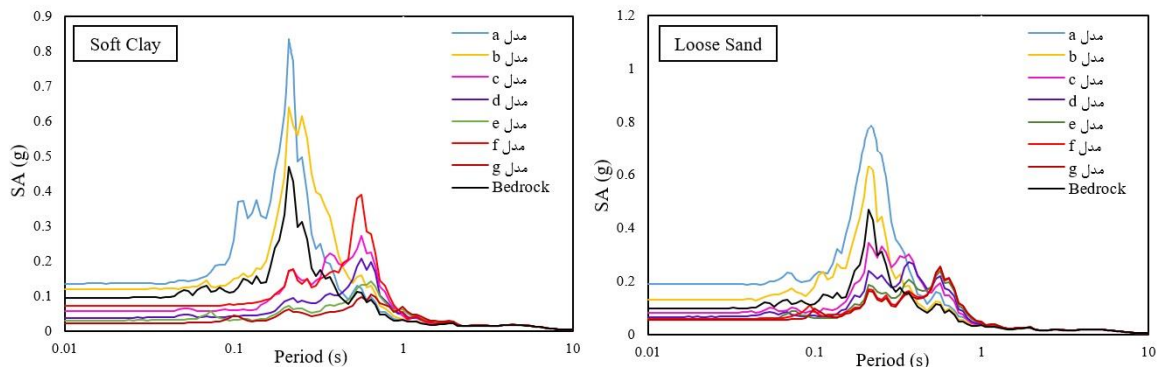 Soft Clay
SA (g)
0.9
0.8
0.7
0.6
0.5
0.4
0.3
0.2
0.1
0
0.01
0.1
1
10
Period (s)
مدل a
مدل b
مدل c
مدل d
مدل e
مدل f
مدل g
Bedrock
Loose Sand
SA (g)
1.2
1
0.8
0.6
0.4
0.2
0
0.01
0.1
1
10
Period (s)
مدل a
مدل b
مدل c
مدل d
مدل e
مدل f
مدل g
Bedrock